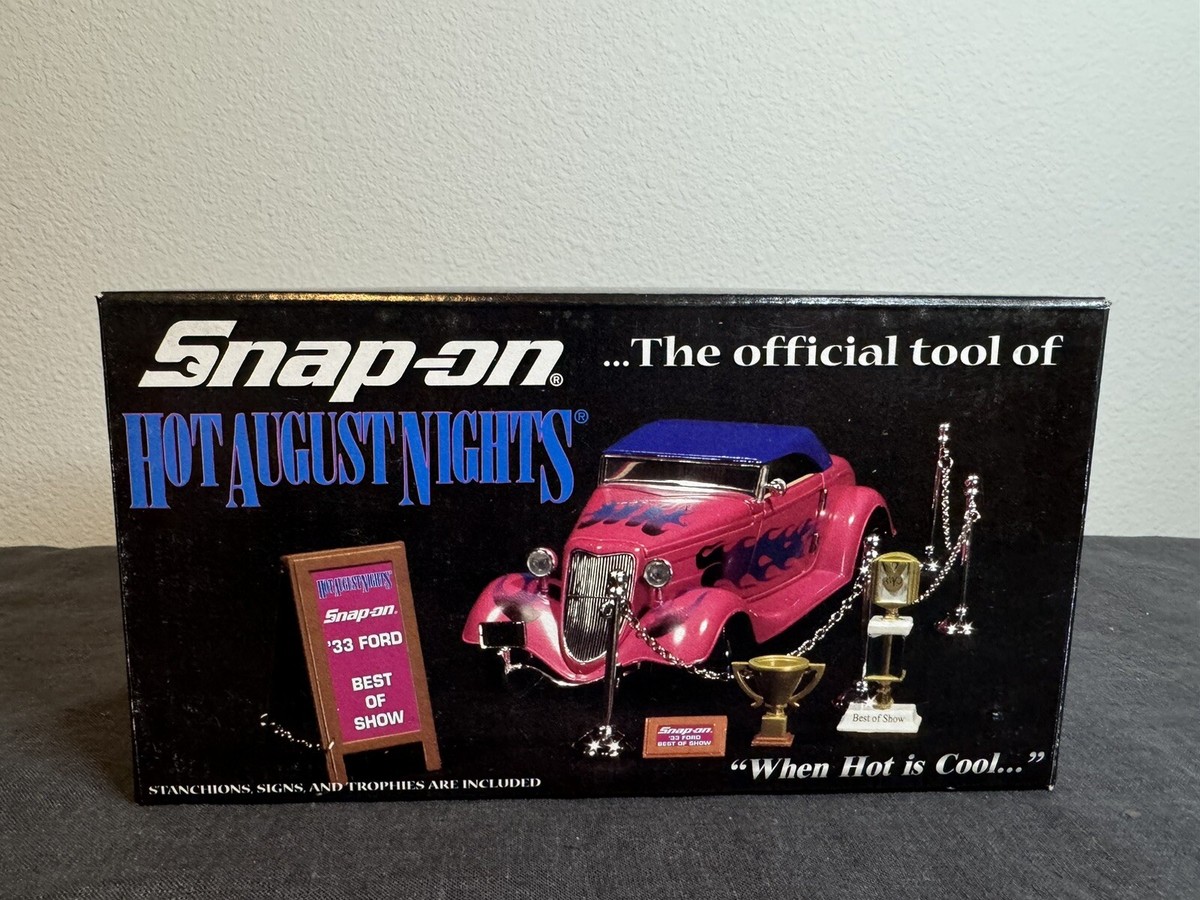 Snap-on®
...The official tool of
HOT AUGUST NIGHTS®
HOT AUGUST NIGHTS
Snap-on®
'33 FORD
BEST
OF
SHOW
Snap-on®
'33 FORD
BEST OF SHOW
Best of Show
"When Hot is Cool..."
STANCHIONS, SIGNS, AND TROPHIES ARE INCLUDED